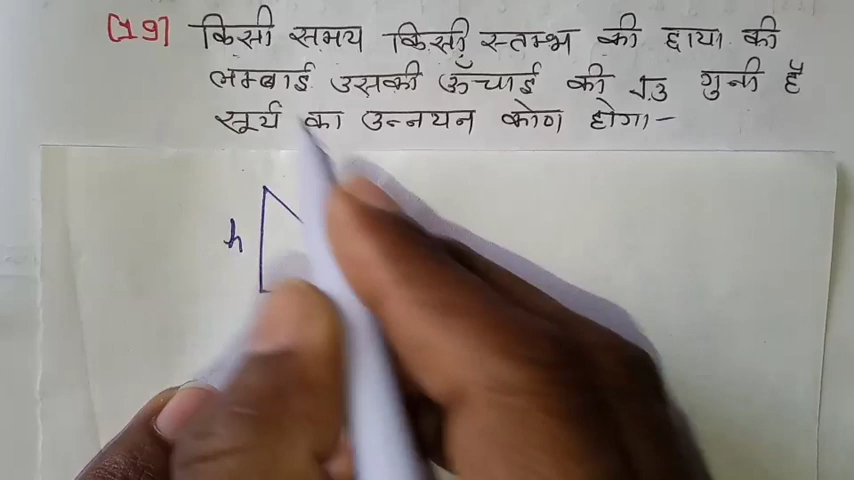 [19] किसी समय किसी स्तम्भ की छाया की
लम्बाई उसकी ऊँचाई की √3 गुनी है
सूर्य का उन्नयन कोण होगा-
h